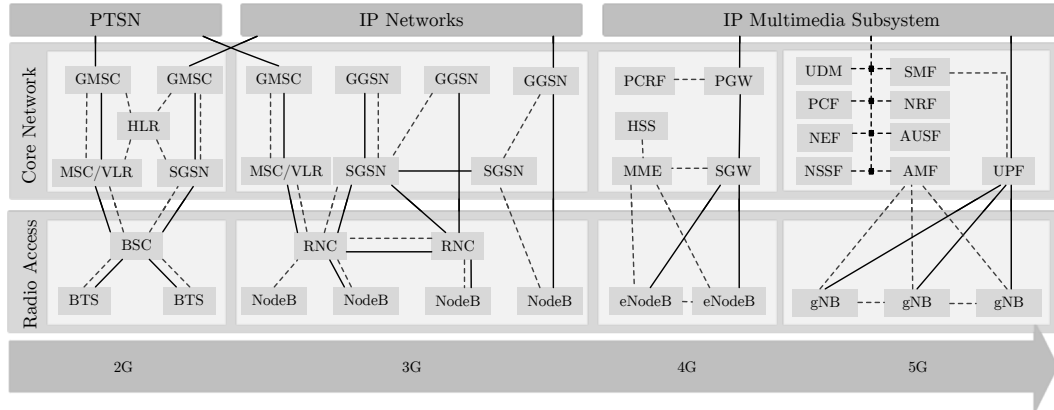 PTSN IP Networks IP Multimedia Subsystem
Core Network
GMSC GMSC GMSC GGSN GGSN GGSN PCRF PGW UDM SMF
HLR HSS PCF NRF
NEF AUSF
MSC/VLR SGSN MSC/VLR SGSN SGSN MME SGW NSSF AMF UPF
Radio Access
BSC RNC RNC
BTS BTS NodeB NodeB NodeB NodeB eNodeB eNodeB gNB gNB gNB
2G 3G 4G 5G